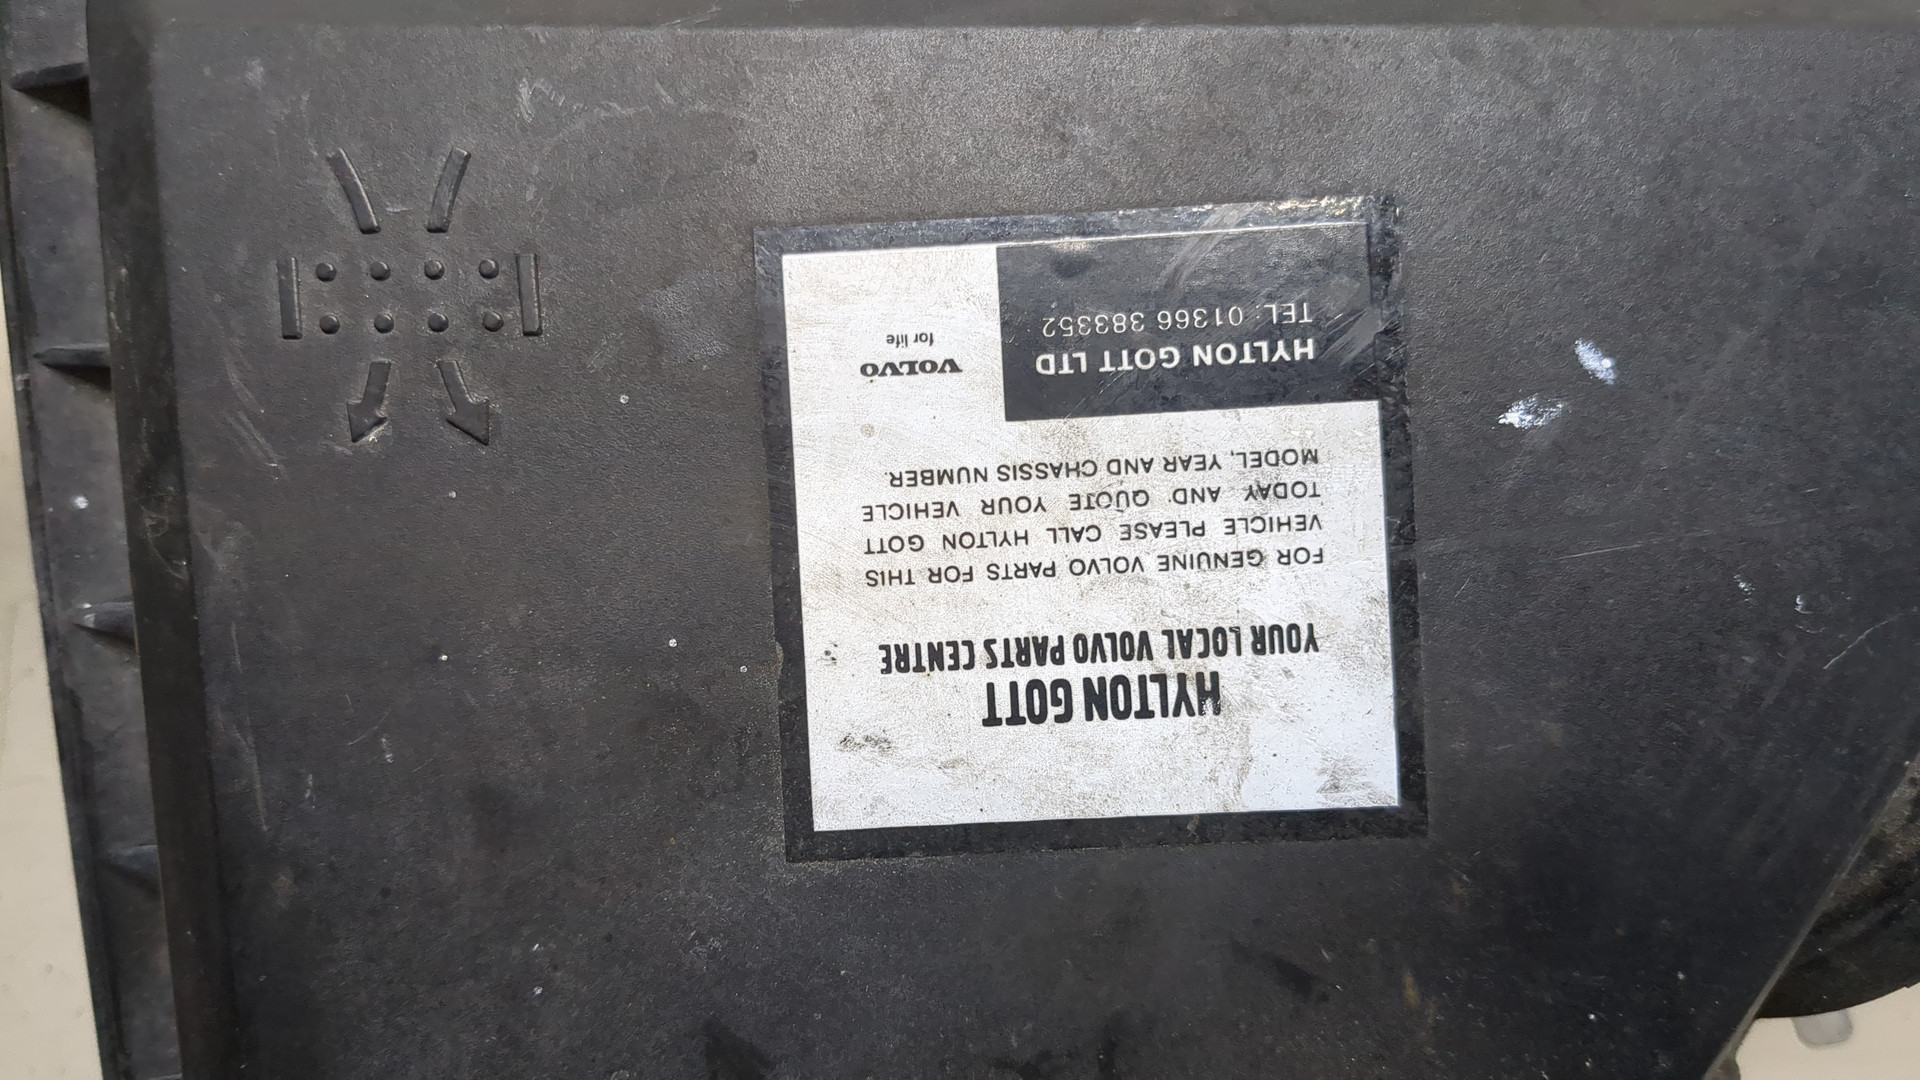 HYLTON GOTT
YOUR LOCAL VOLVO PARTS CENTRE
FOR GENUINE VOLVO PARTS FOR THIS
VEHICLE PLEASE CALL HYLTON GOTT
TODAY AND QUOTE YOUR VEHICLE
MODEL, YEAR AND CHASSIS NUMBER.
HYLTON GOTT LTD
TEL: 01366 383352
VOLVO
for life